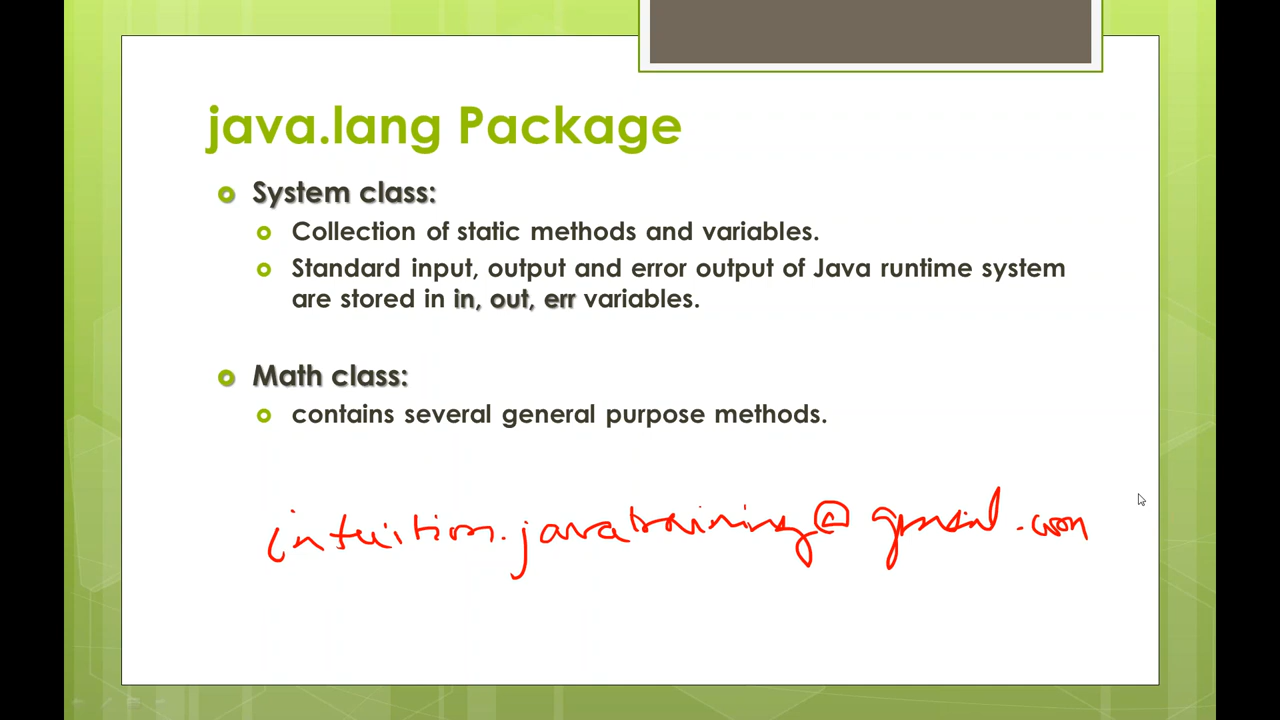 java.lang Package
System class:
Collection of static methods and variables.
Standard input, output and error output of Java runtime system
are stored in in, out, err variables.
Math class:
contains several general purpose methods.
intuition.javatraining@gmail.com